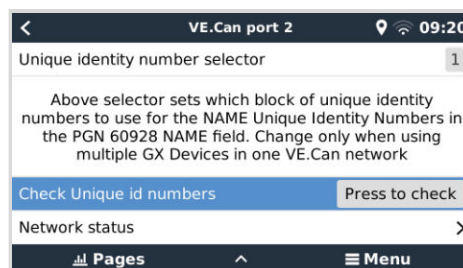 VE.Can port 2 09:20
Unique identity number selector 1
Above selector sets which block of unique identity
numbers to use for the NAME Unique Identity Numbers in
the PGN 60928 NAME field. Change only when using
multiple GX Devices in one VE.Can network
Check Unique id numbers Press to check
Network status
Pages Menu